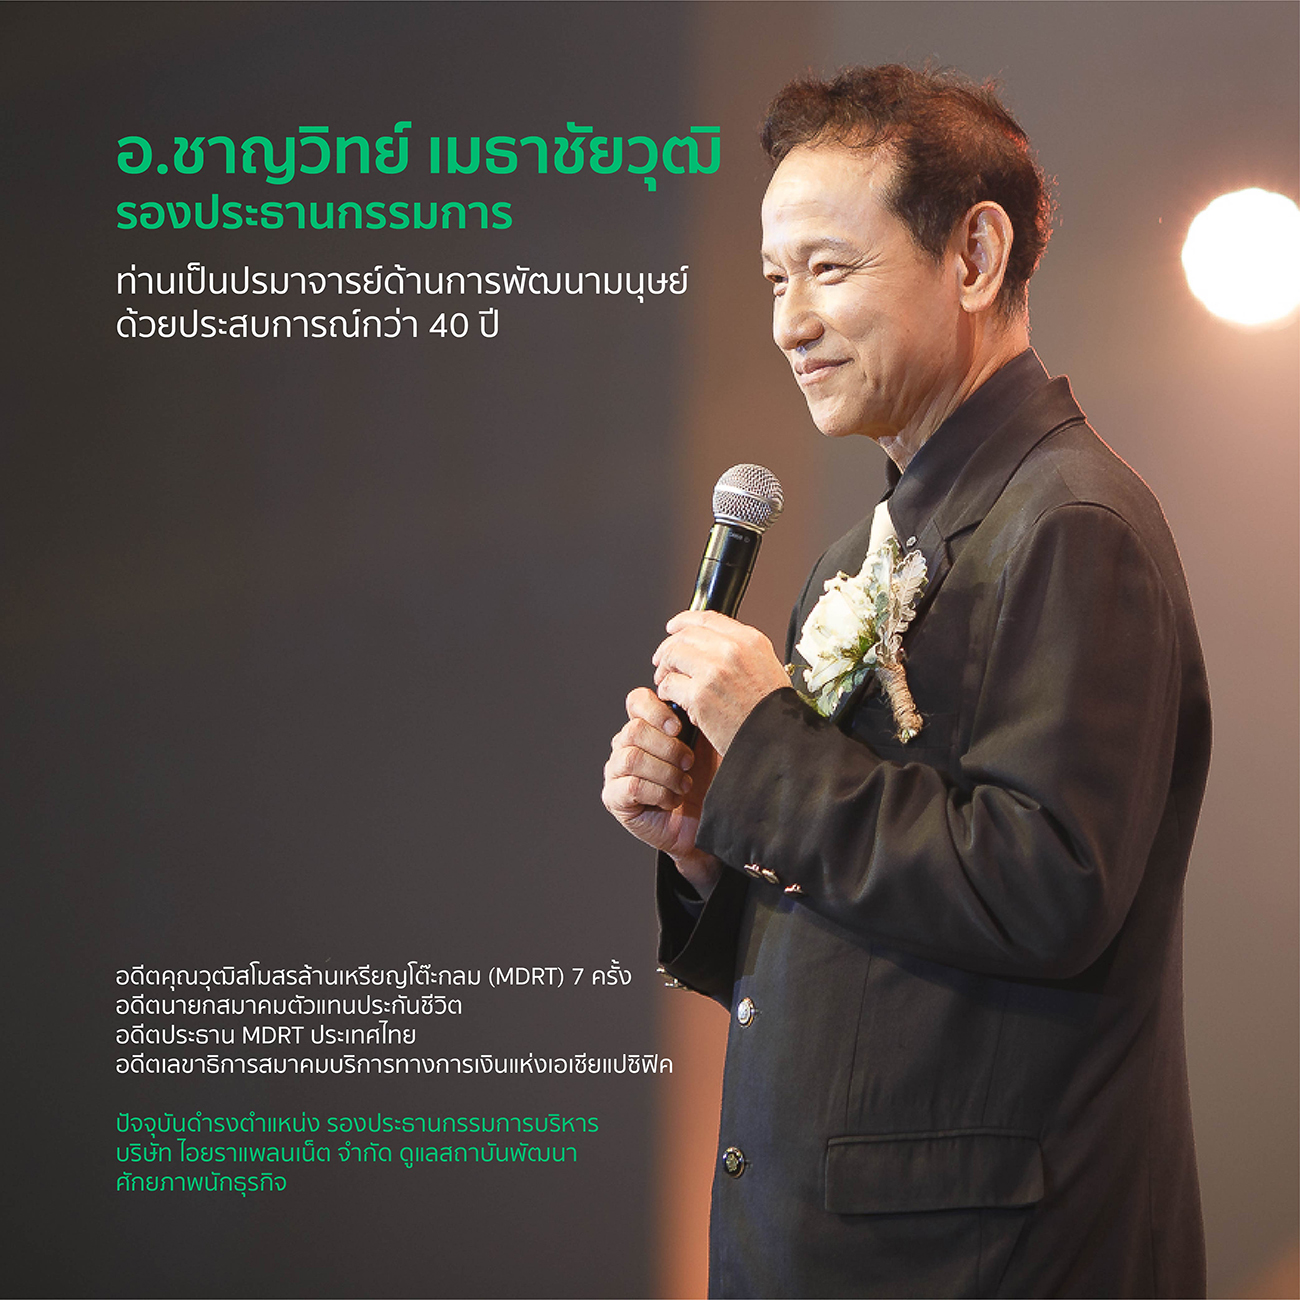 อ.ชาญวิทย์ เมธาชัยวุฒิ
รองประธานกรรมการ
ท่านเป็นปรมาจารย์ด้านการพัฒนามนุษย์
ด้วยประสบการณ์กว่า 40 ปี
อดีตคุณวุฒิสโมสรล้านเหรียญโต๊ะกลม (MDRT) 7 ครั้ง
อดีตนายกสมาคมตัวแทนประกันชีวิต
อดีตประธาน MDRT ประเทศไทย
อดีตเลขาธิการสมาคมบริการทางการเงินแห่งเอเชียแปซิฟิค
ปัจจุบันดำรงตำแหน่ง รองประธานกรรมการบริหาร
บริษัท ไอยราแพลนเน็ต จำกัด ดูแลสถาบันพัฒนา
ศักยภาพนักธุรกิจ